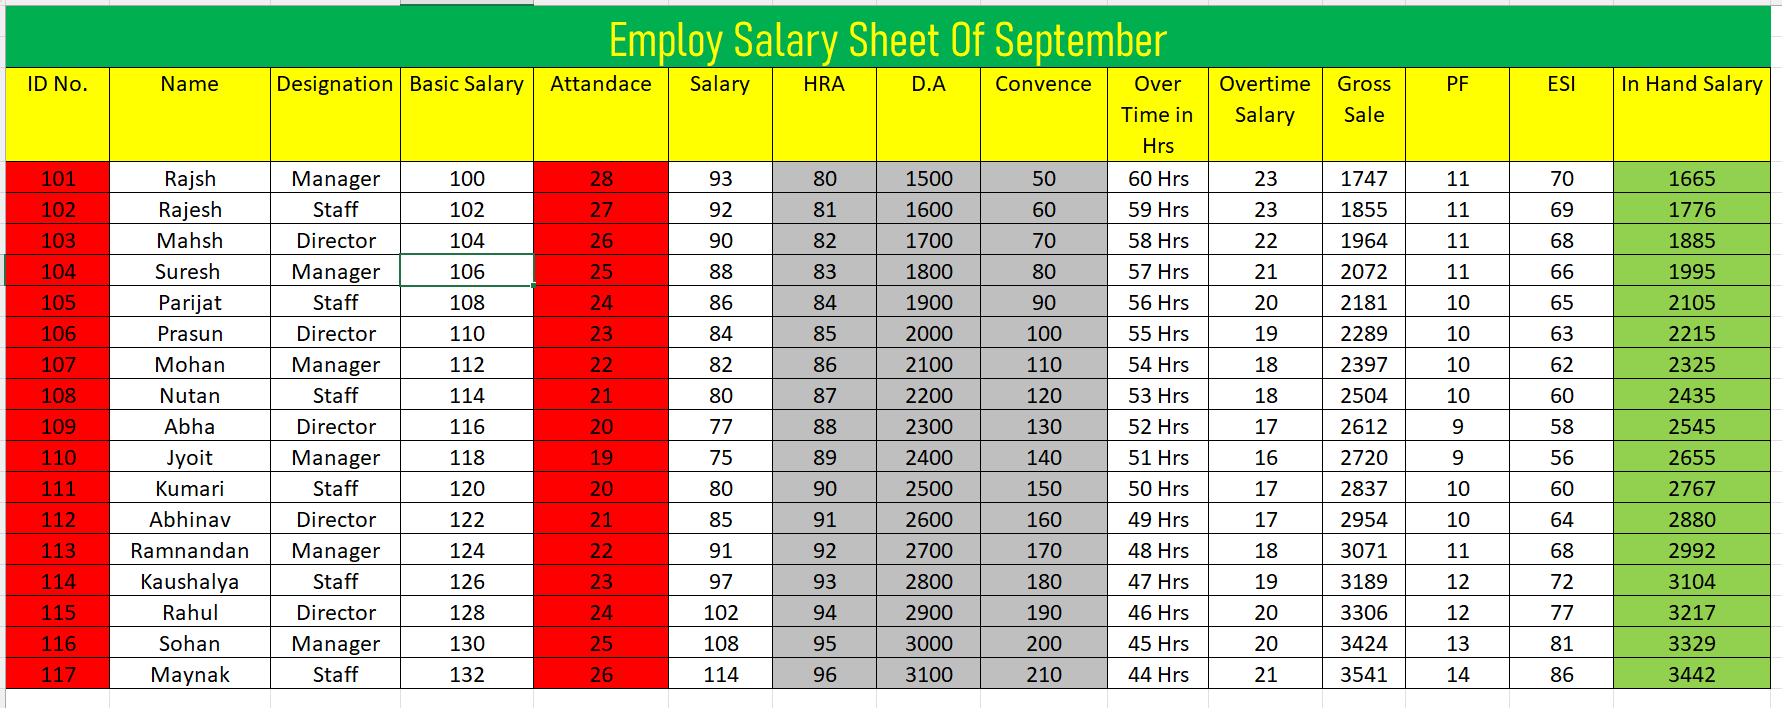 Employ Salary Sheet Of September
ID No. Name Designation Basic Salary Attandace Salary HRA D.A Convence Over Time in Hrs Overtime Salary Gross Sale PF ESI In Hand Salary
101 Rajsh Manager 100 28 93 80 1500 50 60 Hrs 23 1747 11 70 1665
102 Rajesh Staff 102 27 92 81 1600 60 59 Hrs 23 1855 11 69 1776
103 Mahsh Director 104 26 90 82 1700 70 58 Hrs 22 1964 11 68 1885
104 Suresh Manager 106 25 88 83 1800 80 57 Hrs 21 2072 11 66 1995
105 Parijat Staff 108 24 86 84 1900 90 56 Hrs 20 2181 10 65 2105
106 Prasun Director 110 23 84 85 2000 100 55 Hrs 19 2289 10 63 2215
107 Mohan Manager 112 22 82 86 2100 110 54 Hrs 18 2397 10 62 2325
108 Nutan Staff 114 21 80 87 2200 120 53 Hrs 18 2504 10 60 2435
109 Abha Director 116 20 77 88 2300 130 52 Hrs 17 2612 9 58 2545
110 Jyoit Manager 118 19 75 89 2400 140 51 Hrs 16 2720 9 56 2655
111 Kumari Staff 120 20 80 90 2500 150 50 Hrs 17 2837 10 60 2767
112 Abhinav Director 122 21 85 91 2600 160 49 Hrs 17 2954 10 64 2880
113 Ramnandan Manager 124 22 91 92 2700 170 48 Hrs 18 3071 11 68 2992
114 Kaushalya Staff 126 23 97 93 2800 180 47 Hrs 19 3189 12 72 3104
115 Rahul Director 128 24 102 94 2900 190 46 Hrs 20 3306 12 77 3217
116 Sohan Manager 130 25 108 95 3000 200 45 Hrs 20 3424 13 81 3329
117 Maynak Staff 132 26 114 96 3100 210 44 Hrs 21 3541 14 86 3442